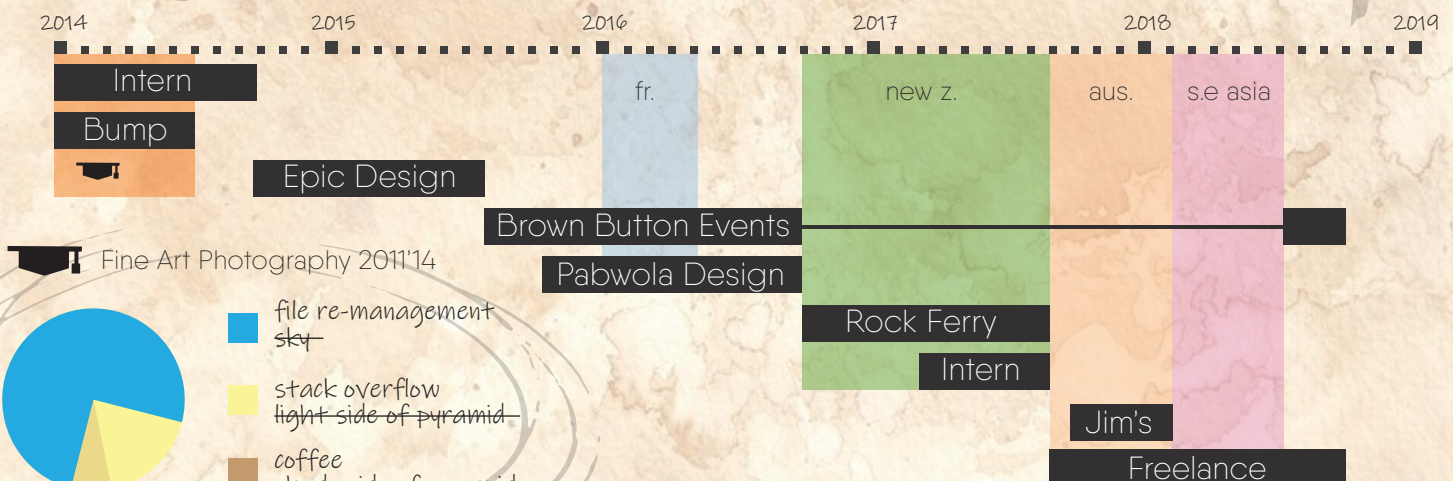 2014 2015 2016 2017 2018 2019
Intern
fr. new z. aus. s.e asia
Bump
Epic Design
Brown Button Events
Fine Art Photography 2011'14
Pabwola Design
file re-management
sky
Rock Ferry
Intern
stack overflow
light side of pyramid
Jim's
coffee
Freelance